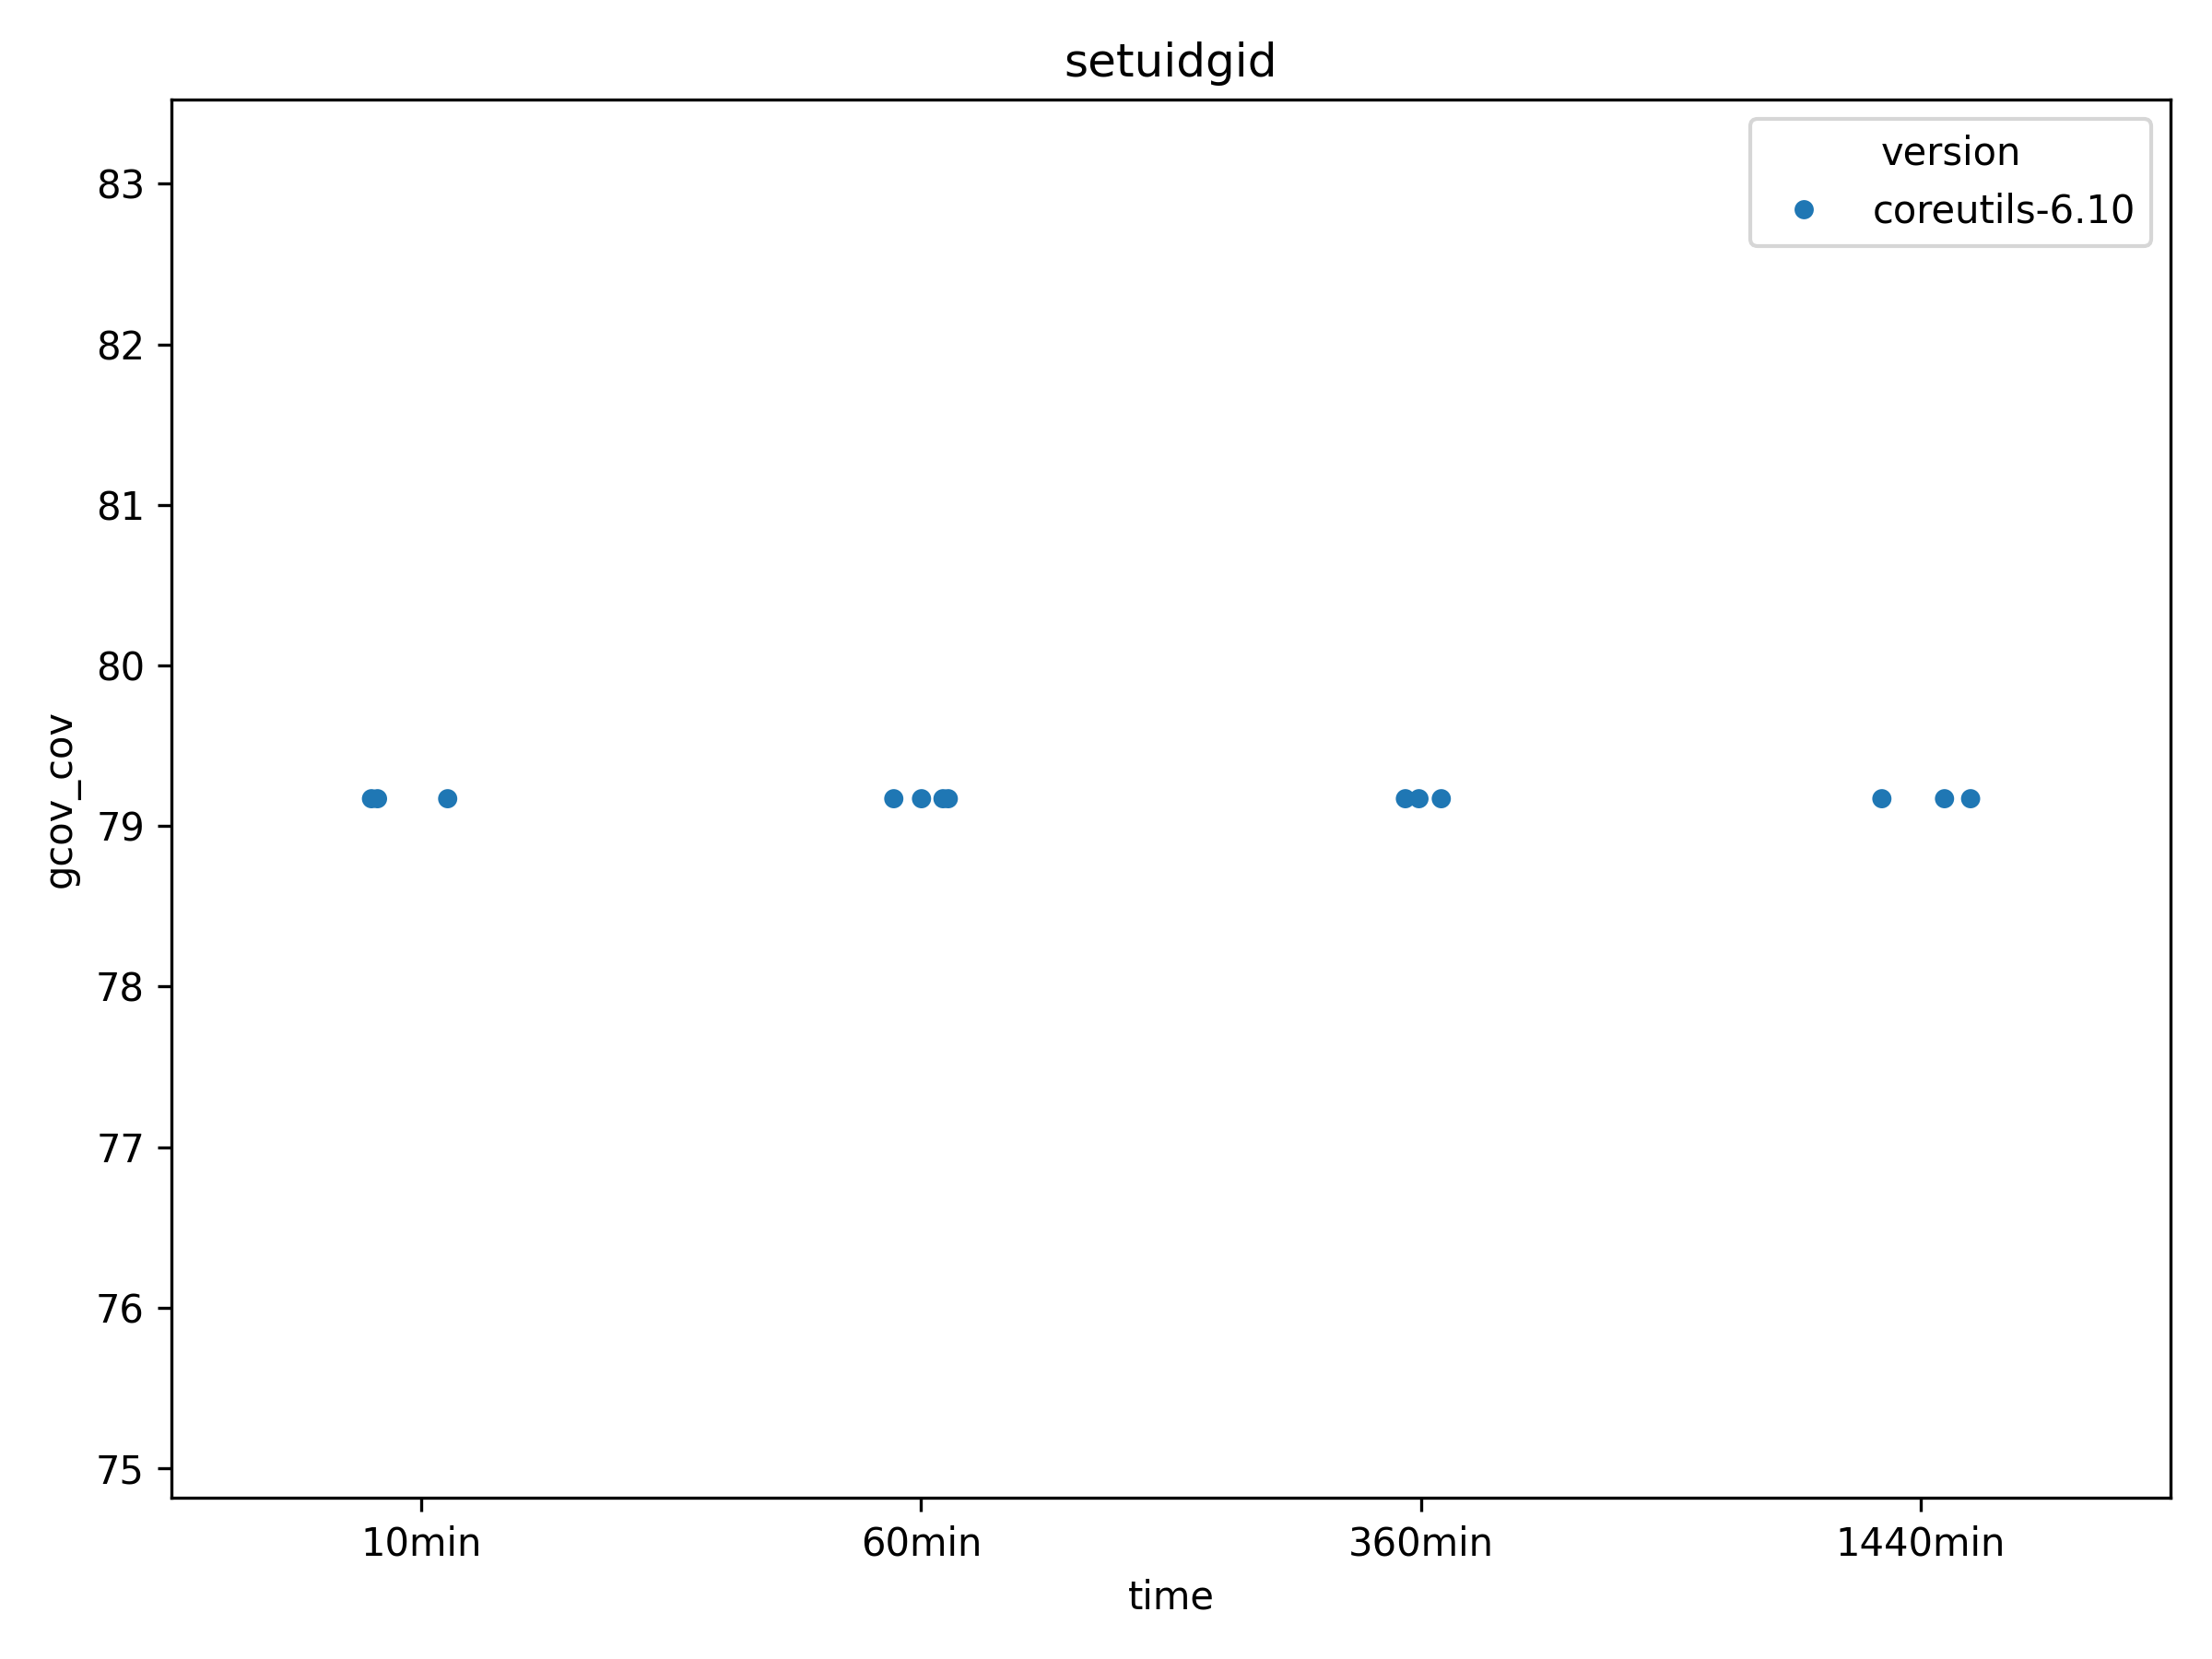 setuidgid
version
coreutils-6.10
83
82
81
80
79
78
77
76
75
gcov_cov
10min
60min
360min
1440min
time